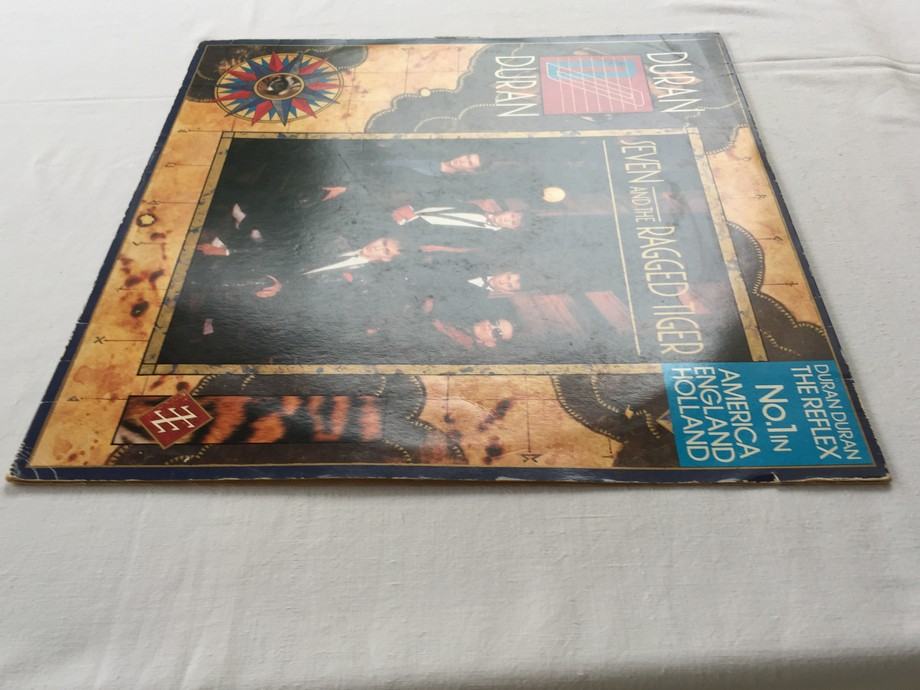 DURAN
DURAN
SEVEN AND THE RAGGED TIGER
DURAN DURAN
THE REFLEX
NO.1 IN
AMERICA
ENGLAND
HOLLAND